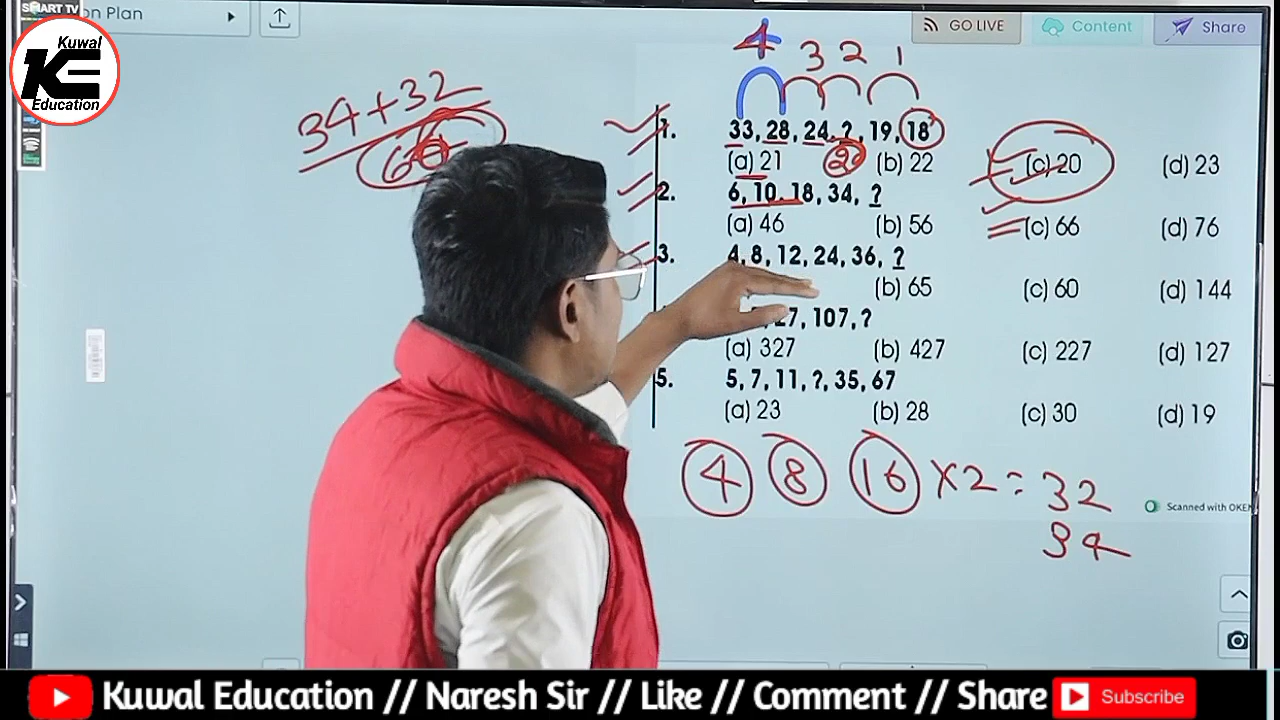 SMART TV
on Plan
GO LIVE
Content
Share
Kuwal
KE
Education
34+32
66
4 3 2 1
1. 33, 28, 24, ?, 19, 18
20
(a) 21 (b) 22 (c) 20 (d) 23
2. 6, 10, 18, 34, ?
(a) 46 (b) 56 (c) 66 (d) 76
3. 4, 8, 12, 24, 36, ?
(b) 65 (c) 60 (d) 144
27, 107, ?
(a) 327 (b) 427 (c) 227 (d) 127
5. 5, 7, 11, ?, 35, 67
(a) 23 (b) 28 (c) 30 (d) 19
4 8 16 X2 = 32
34
Scanned with OKEN
Kuwal Education // Naresh Sir // Like // Comment // Share
Subscribe